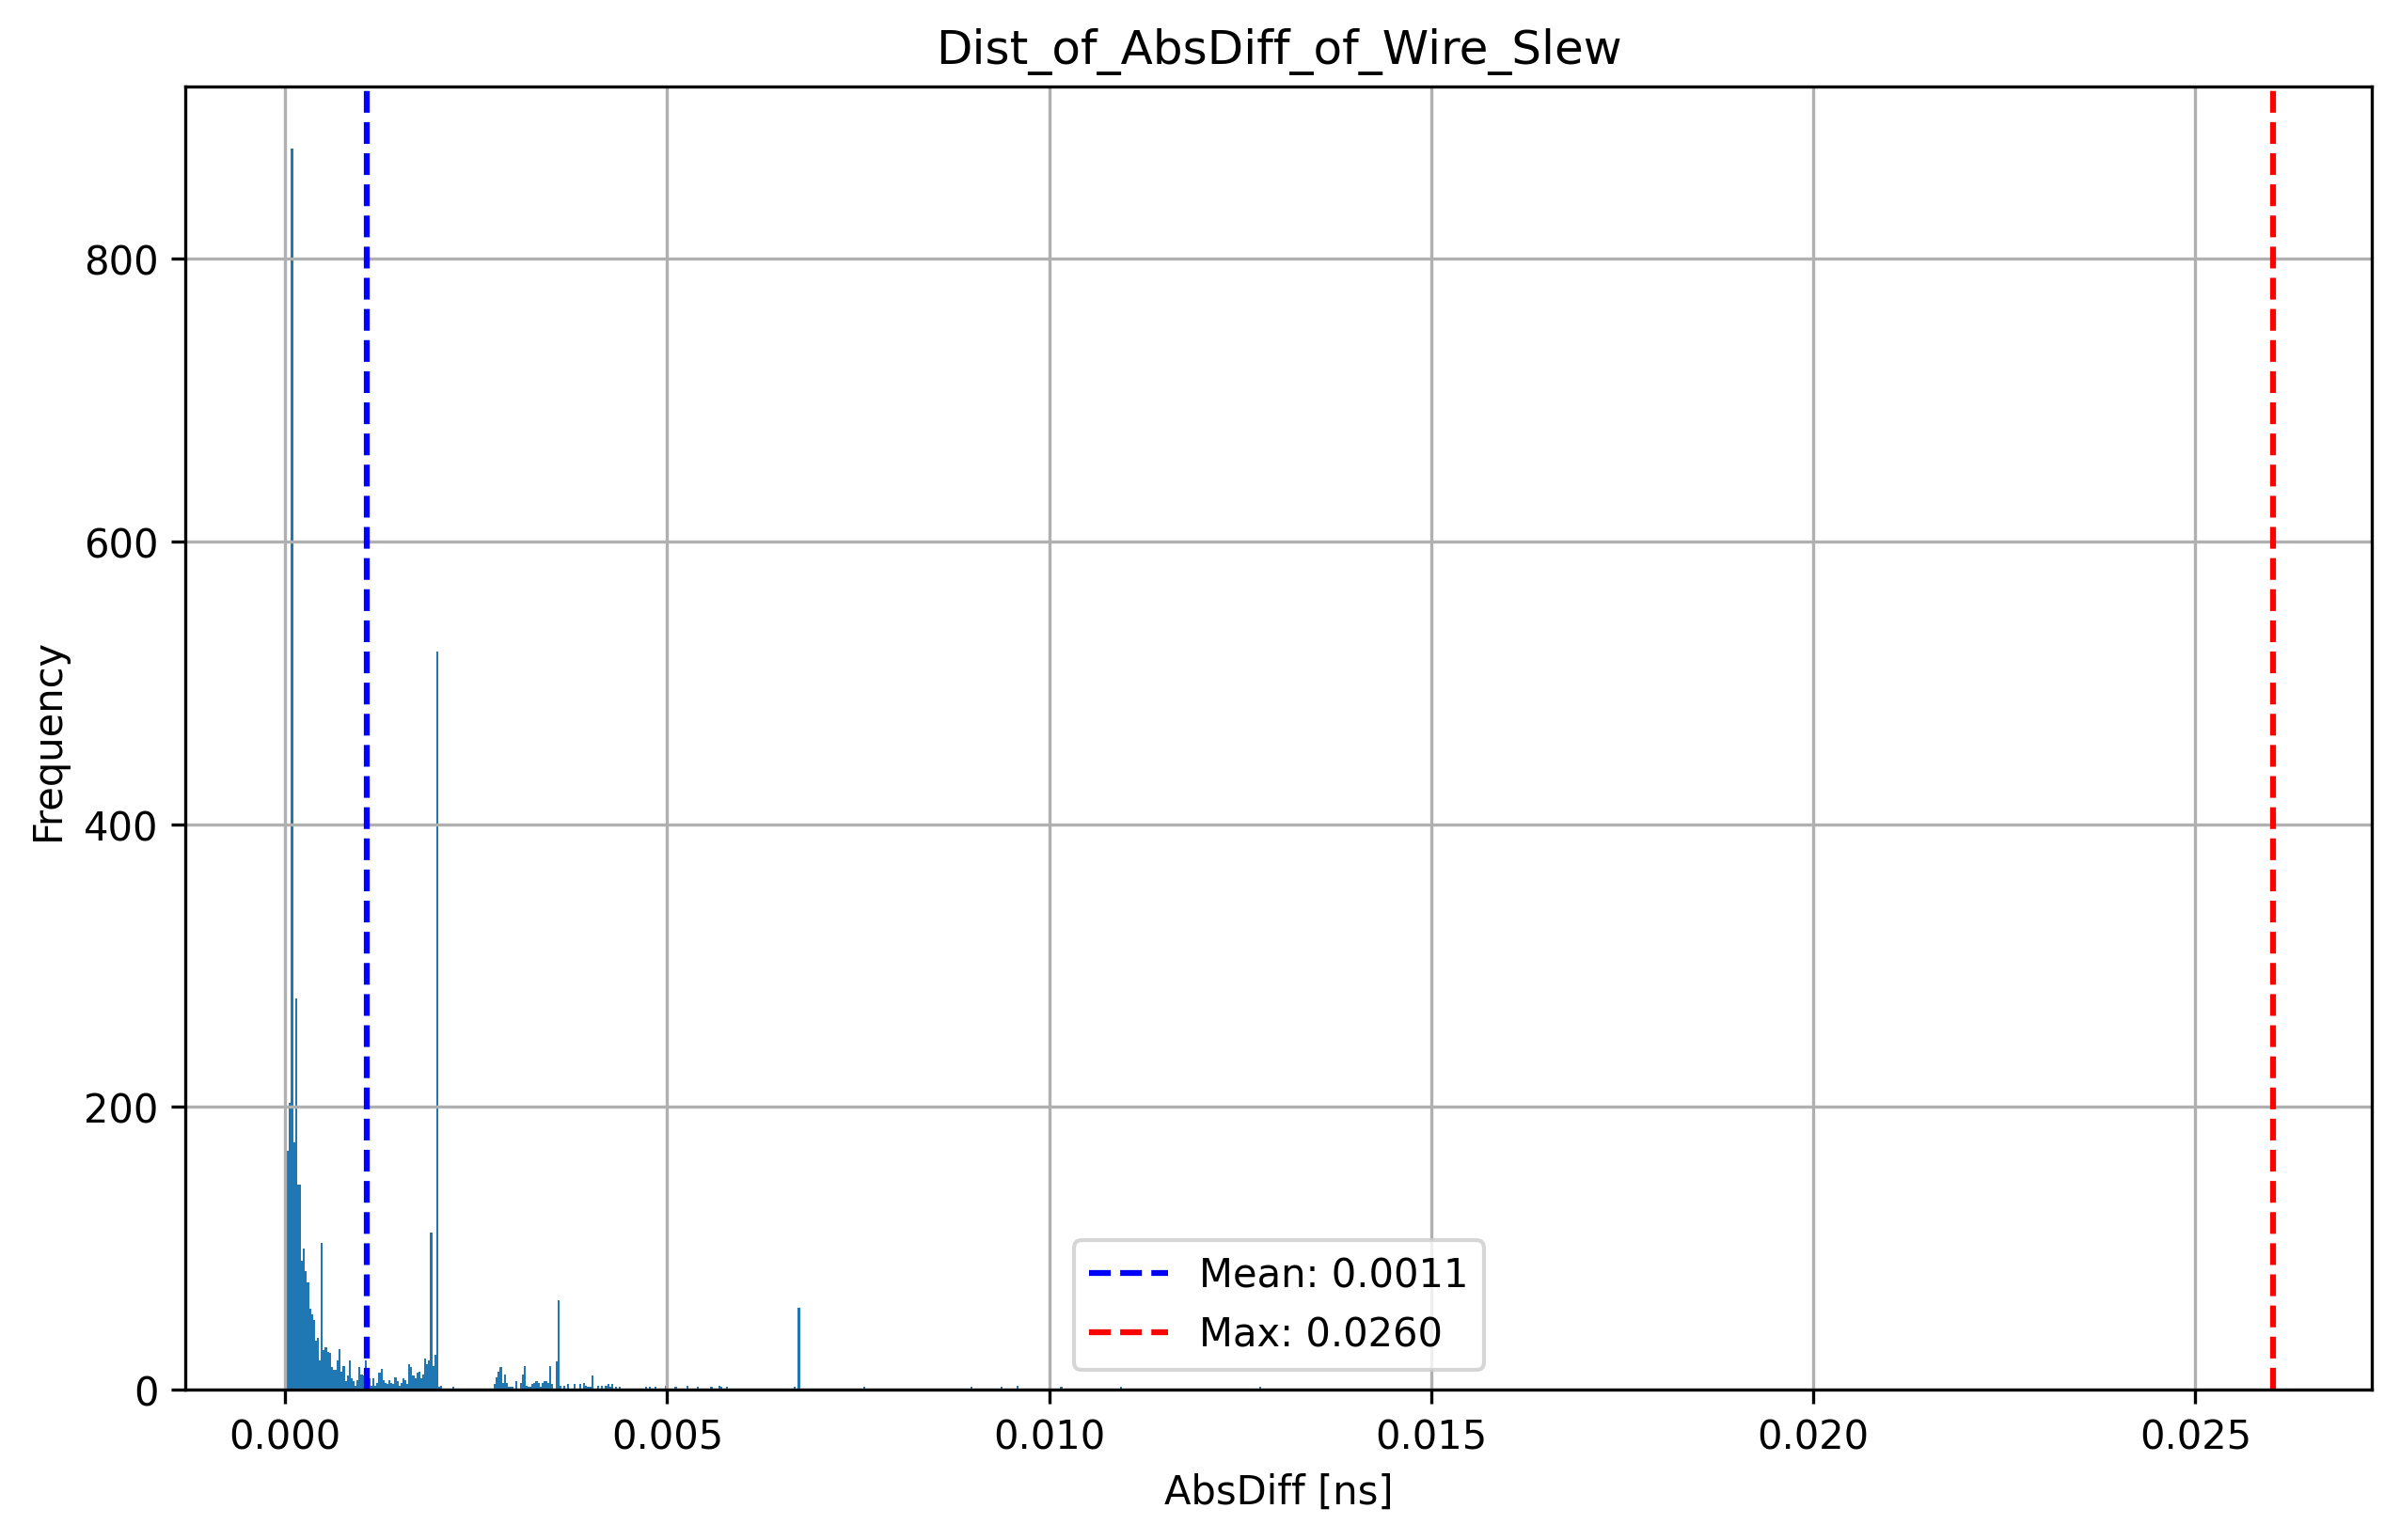 Dist_of_AbsDiff_of_Wire_Slew
Frequency
800
600
400
200
0
0.000 0.005 0.010 0.015 0.020 0.025
AbsDiff [ns]
Mean: 0.0011
Max: 0.0260